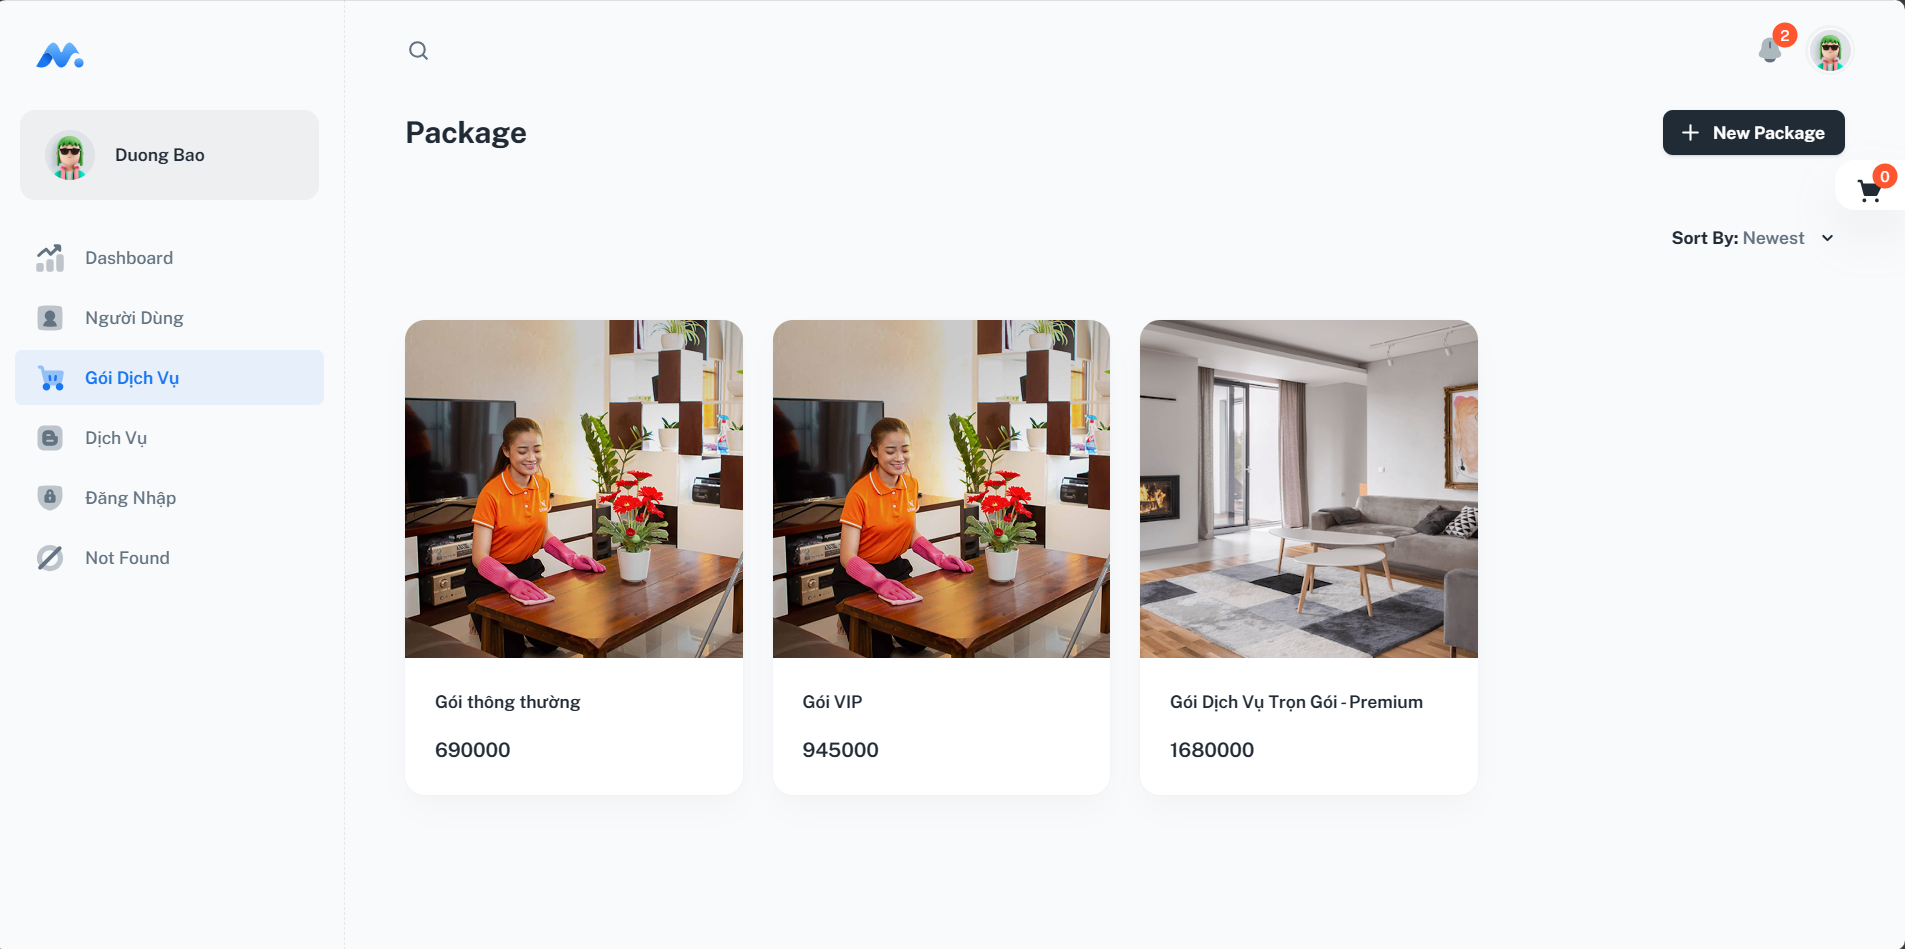 2
Package
New Package
Duong Bao
0
Sort By: Newest
Dashboard
Người Dùng
Gói Dịch Vụ
Dịch Vụ
Đăng Nhập
Not Found
Gói thông thường
690000
Gói VIP
945000
Gói Dịch Vụ Trọn Gói - Premium
1680000